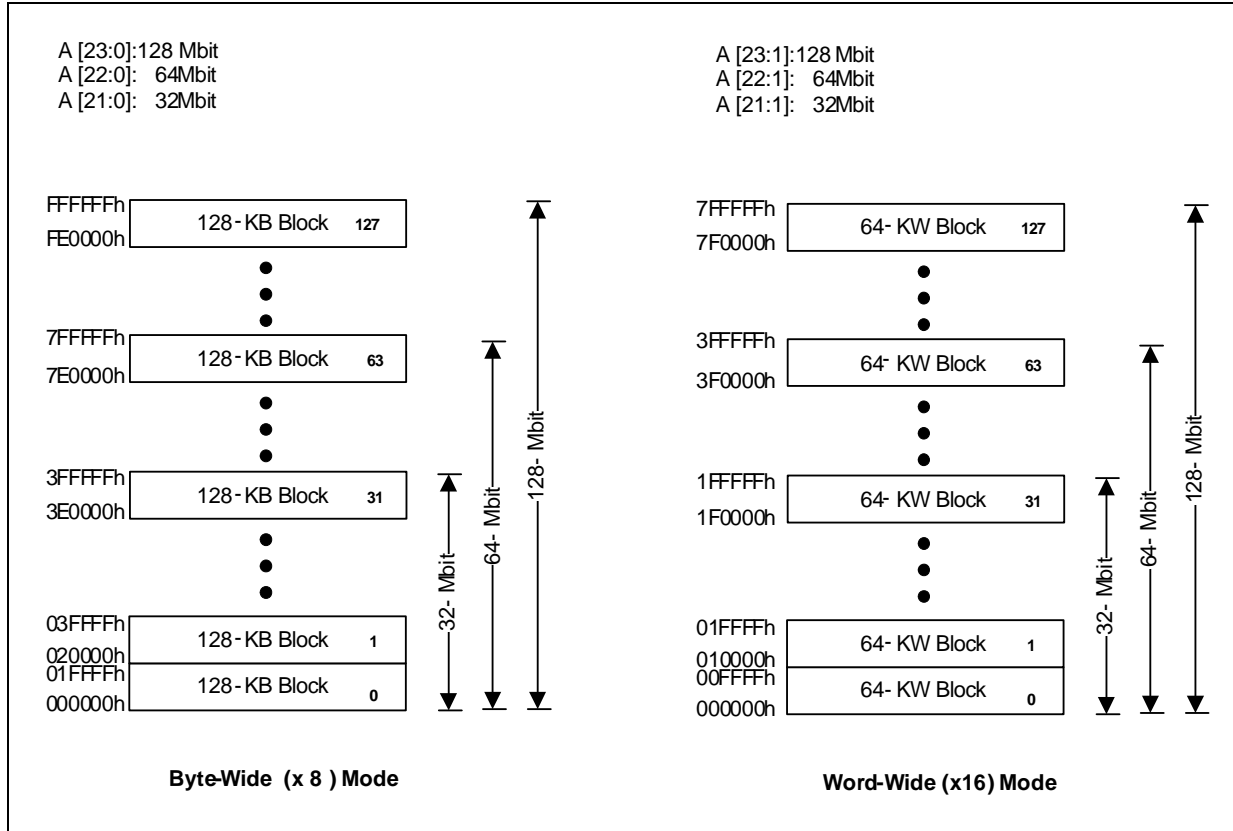 A [23:0]:128 Mbit
A [22:0]: 64Mbit
A [21:0]: 32Mbit
FFFFFFh
128-KB Block 127
FE0000h
7FFFFFh
128-KB Block 63
7E0000h
3FFFFFh
128-KB Block 31
3E0000h
03FFFFh
128-KB Block 1
020000h
01FFFFh
128-KB Block 0
000000h
32- Mbit
64- Mbit
128- Mbit
Byte-Wide (x 8 ) Mode
A [23:1]:128 Mbit
A [22:1]: 64Mbit
A [21:1]: 32Mbit
7FFFFFh
64- KW Block 127
7F0000h
3FFFFFh
64- KW Block 63
3F0000h
1FFFFFh
64- KW Block 31
1F0000h
01FFFFh
64- KW Block 1
010000h
00FFFFh
64- KW Block 0
000000h
32- Mbit
64- Mbit
128- Mbit
Word-Wide (x16) Mode